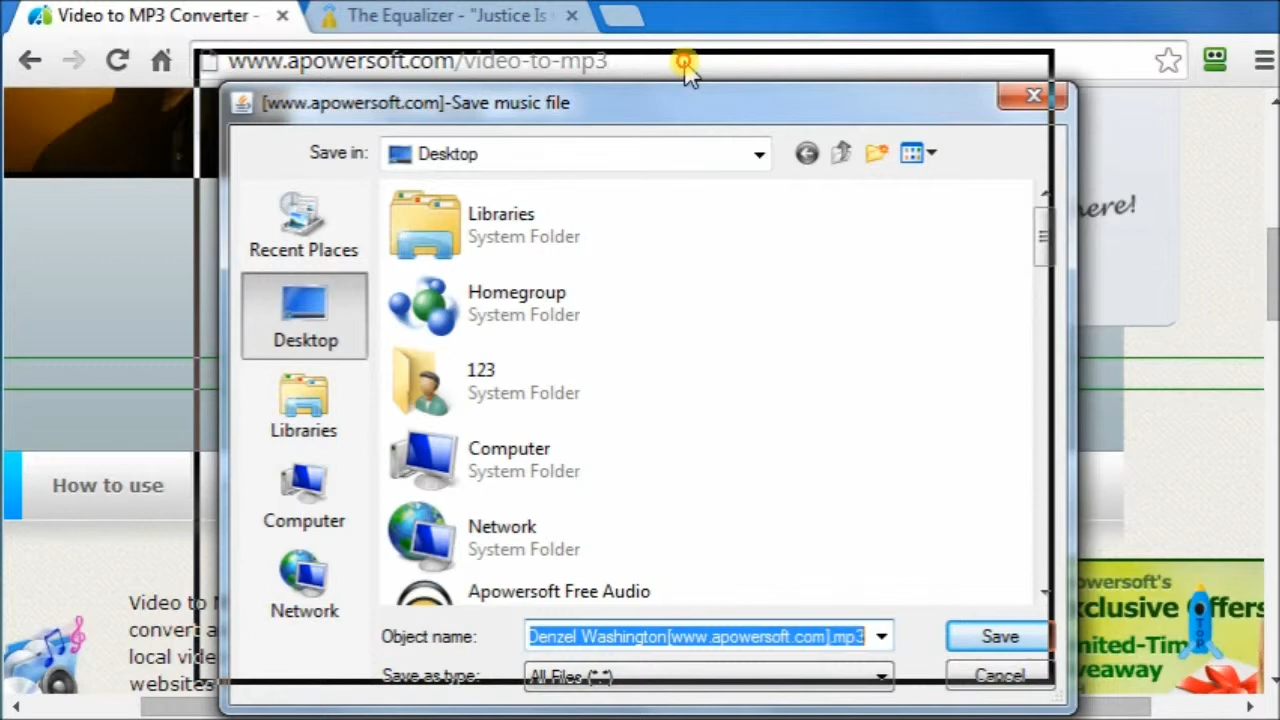 Video to MP3 Converter -
The Equalizer - "Justice Is
www.apowersoft.com/video-to-mp3
[www.apowersoft.com]-Save music file
Save in:
Desktop
here!
Recent Places
Desktop
Libraries
Computer
Network
Libraries
System Folder
Homegroup
System Folder
123
System Folder
Computer
System Folder
Network
System Folder
Apowersoft Free Audio
How to use
Video to
convert a
local vide
websites
Object name:
Denzel Washington[www.apowersoft.com].mp3
Save
Save as type:
All Files (*.*)
Cancel
owersoft's
xclusive Offers
nited-Tim
iveaway
TOP